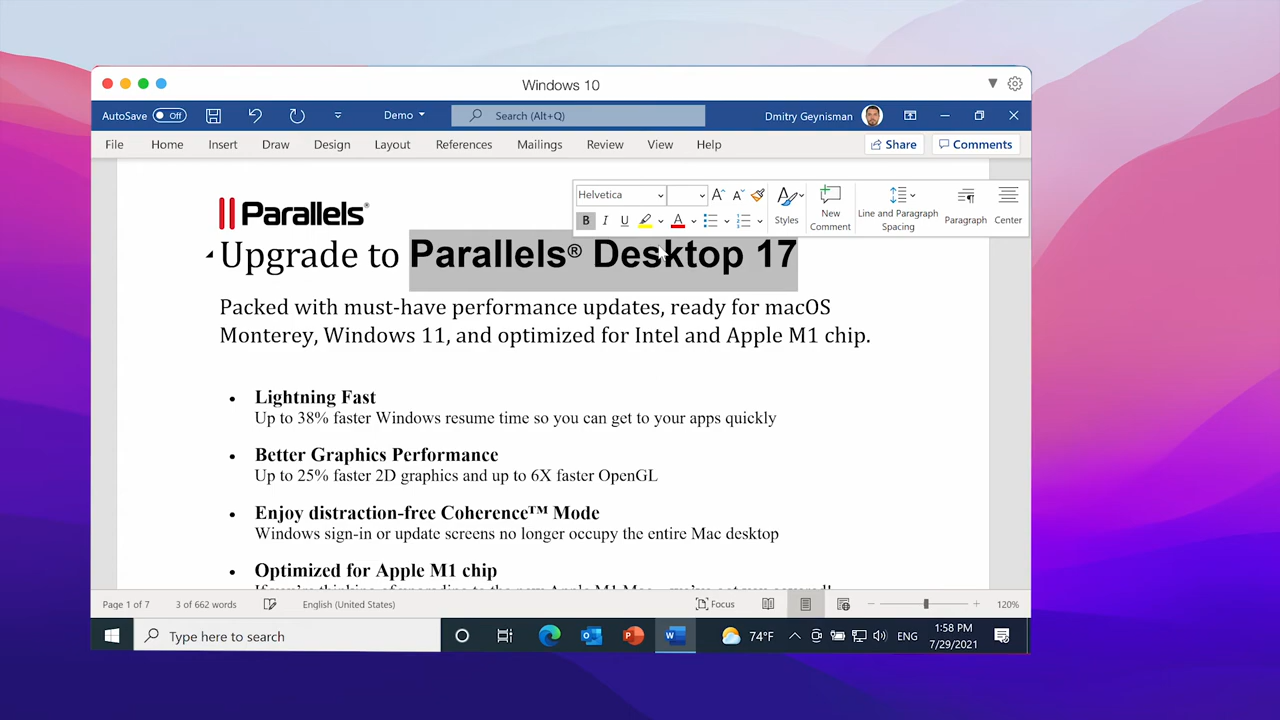 Windows 10
AutoSave Off Demo Search (Alt+Q) Dmitry Geynisman
File Home Insert Draw Design Layout References Mailings Review View Help Share Comments
Helvetica
B I U A Styles New Comment Line and Paragraph Spacing Paragraph Center
Parallels®
Upgrade to Parallels® Desktop 17
Packed with must-have performance updates, ready for macOS
Monterey, Windows 11, and optimized for Intel and Apple M1 chip.
• Lightning Fast
Up to 38% faster Windows resume time so you can get to your apps quickly
• Better Graphics Performance
Up to 25% faster 2D graphics and up to 6X faster OpenGL
• Enjoy distraction-free Coherence™ Mode
Windows sign-in or update screens no longer occupy the entire Mac desktop
• Optimized for Apple M1 chip
Page 1 of 7 3 of 662 words English (United States) Focus 120%
Type here to search 74°F ENG 1:58 PM
7/29/2021